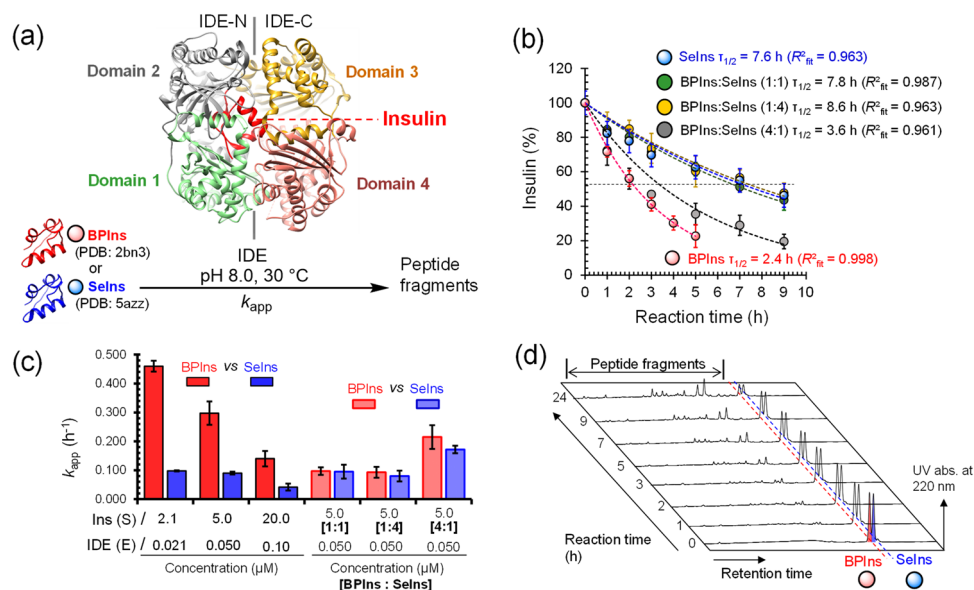 (a)
IDE-N IDE-C
Domain 2
Domain 3
Insulin
Domain 1
Domain 4
BPIns
(PDB: 2bn3)
or
SeIns
(PDB: 5azz)
IDE
pH 8.0, 30 °C
k_app
Peptide
fragments
(b)
SeIns τ1/2 = 7.6 h (R²fit = 0.963)
BPIns:SeIns (1:1) τ1/2 = 7.8 h (R²fit = 0.987)
BPIns:SeIns (1:4) τ1/2 = 8.6 h (R²fit = 0.963)
BPIns:SeIns (4:1) τ1/2 = 3.6 h (R²fit = 0.961)
Insulin (%)
120
100
80
60
40
20
0
BPIns τ1/2 = 2.4 h (R²fit = 0.998)
0 1 2 3 4 5 6 7 8 9 10
Reaction time (h)
(c)
BPIns vs SeIns
BPIns vs SeIns
k_app (h⁻¹)
0.500
0.400
0.300
0.200
0.100
0.000
Ins (S) / 2.1 5.0 20.0 5.0 5.0 5.0
[1:1] [1:4] [4:1]
IDE (E) / 0.021 0.050 0.10 0.050 0.050 0.050
Concentration (μM) Concentration (μM)
[BPIns : SeIns]
(d)
Peptide fragments
24
9
7
5
3
2
1
0
UV abs. at
220 nm
Reaction time
(h)
Retention time
BPIns
SeIns